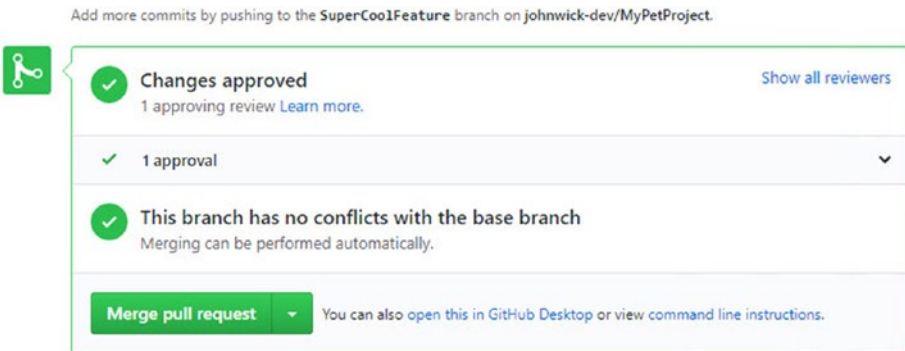 Add more commits by pushing to the SuperCoolFeature branch on johnwick-dev/MyPetProject.
Changes approved
Show all reviewers
1 approving review Learn more.
1 approval
This branch has no conflicts with the base branch
Merging can be performed automatically.
Merge pull request
You can also open this in GitHub Desktop or view command line instructions.